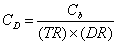 C_D = C_b / (TR)×(DR)